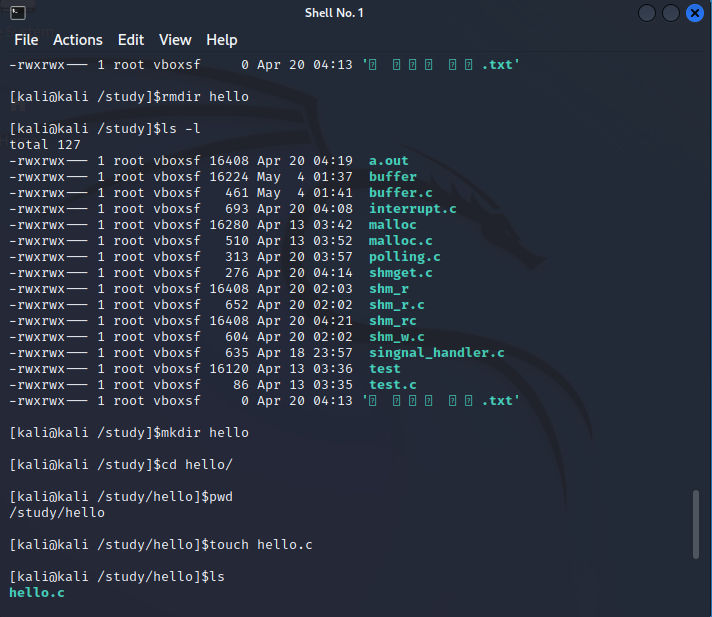 Shell No. 1
File Actions Edit View Help
-rwxrwx--- 1 root vboxsf     0 Apr 20 04:13 '  .txt'
[kali@kali /study]$rmdir hello
[kali@kali /study]$ls -l
total 127
-rwxrwx--- 1 root vboxsf 16408 Apr 20 04:19  a.out
-rwxrwx--- 1 root vboxsf 16224 May  4 01:37  buffer
-rwxrwx--- 1 root vboxsf   461 May  4 01:41  buffer.c
-rwxrwx--- 1 root vboxsf   693 Apr 20 04:08  interrupt.c
-rwxrwx--- 1 root vboxsf 16280 Apr 13 03:42  malloc
-rwxrwx--- 1 root vboxsf   510 Apr 13 03:52  malloc.c
-rwxrwx--- 1 root vboxsf   313 Apr 20 03:57  polling.c
-rwxrwx--- 1 root vboxsf   276 Apr 20 04:14  shmget.c
-rwxrwx--- 1 root vboxsf 16408 Apr 20 02:03  shm_r
-rwxrwx--- 1 root vboxsf   652 Apr 20 02:02  shm_r.c
-rwxrwx--- 1 root vboxsf 16408 Apr 20 04:21  shm_rc
-rwxrwx--- 1 root vboxsf   604 Apr 20 02:02  shm_w.c
-rwxrwx--- 1 root vboxsf   635 Apr 18 23:57  singnal_handler.c
-rwxrwx--- 1 root vboxsf 16120 Apr 13 03:36  test
-rwxrwx--- 1 root vboxsf    86 Apr 13 03:35  test.c
-rwxrwx--- 1 root vboxsf     0 Apr 20 04:13 '  .txt'
[kali@kali /study]$mkdir hello
[kali@kali /study]$cd hello/
[kali@kali /study/hello]$pwd
/study/hello
[kali@kali /study/hello]$touch hello.c
[kali@kali /study/hello]$ls
hello.c